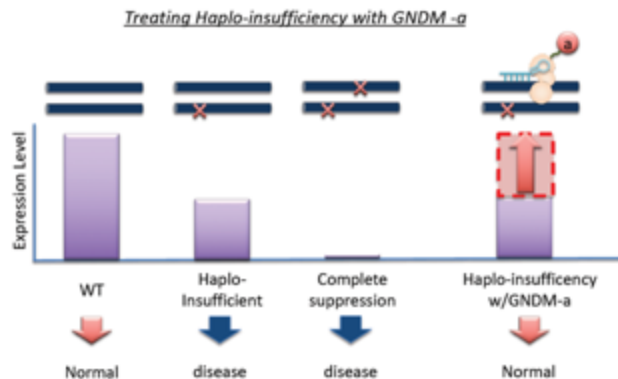 Treating Haplo-insufficiency with GNDM -a
a
Expression Level
WT
Haplo-
Insufficient
Complete
suppression
Haplo-insufficency
w/GNDM-a
Normal
disease
disease
Normal